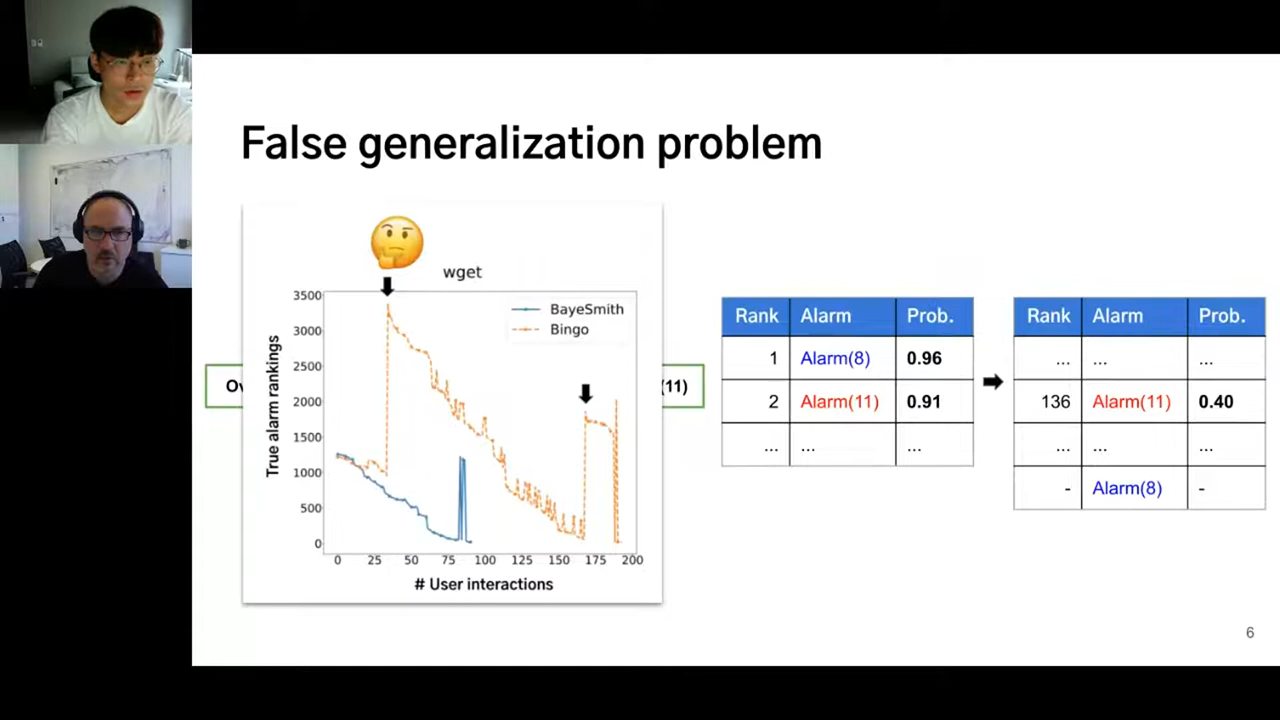 False generalization problem
wget
3500
3000
2500
2000
1500
1000
500
0
True alarm rankings
BayeSmith
Bingo
0 25 50 75 100 125 150 175 200
# User interactions
(11)
Rank Alarm Prob.
1 Alarm(8) 0.96
2 Alarm(11) 0.91
... ... ...
Rank Alarm Prob.
... ... ...
136 Alarm(11) 0.40
... ... ...
- Alarm(8) -
6